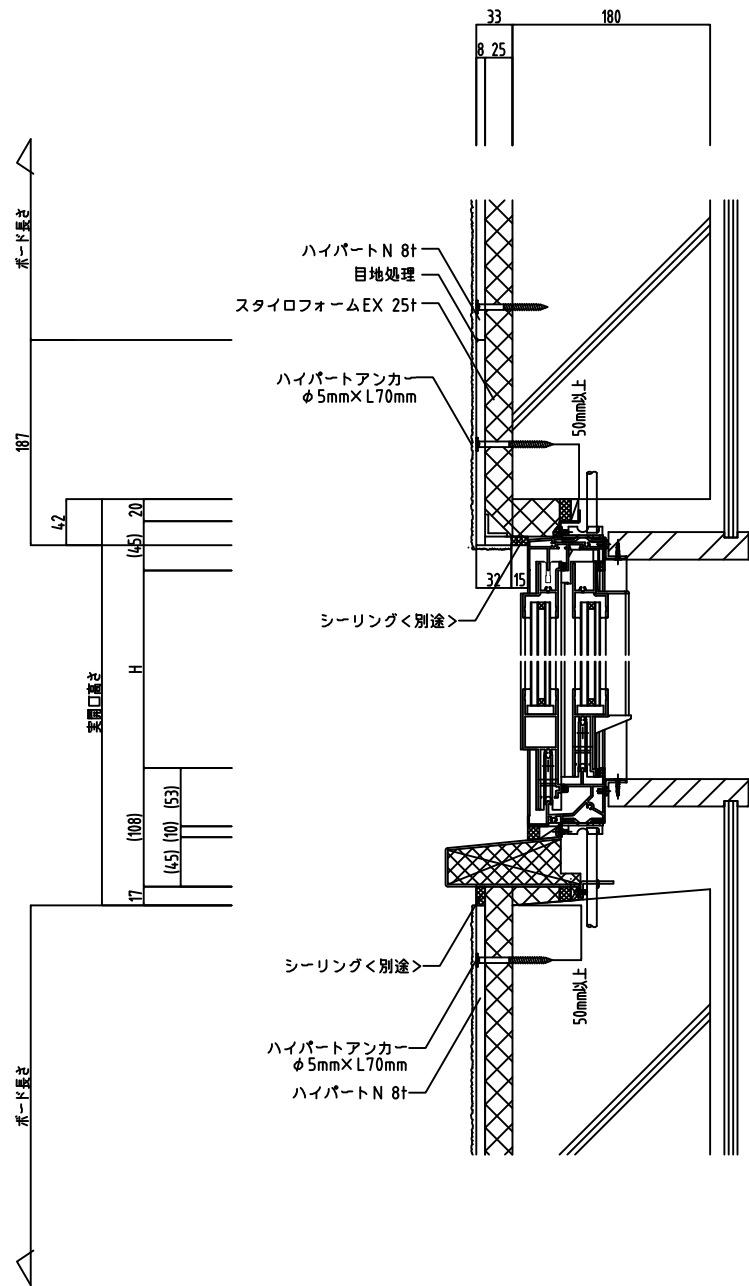 33
180
8 25
ボード長さ
ハイパートN 8t
目地処理
スタイロフォームEX 25t
ハイパートアンカー
φ5mm×L70mm
50mm以上
187
42
20
(45)
32
15
シーリング<別途>
H
実開口高さ
(53)
(108)
(10)
(45)
17
シーリング<別途>
50mm以上
ハイパートアンカー
φ5mm×L70mm
ハイパートN 8t
ボード長さ